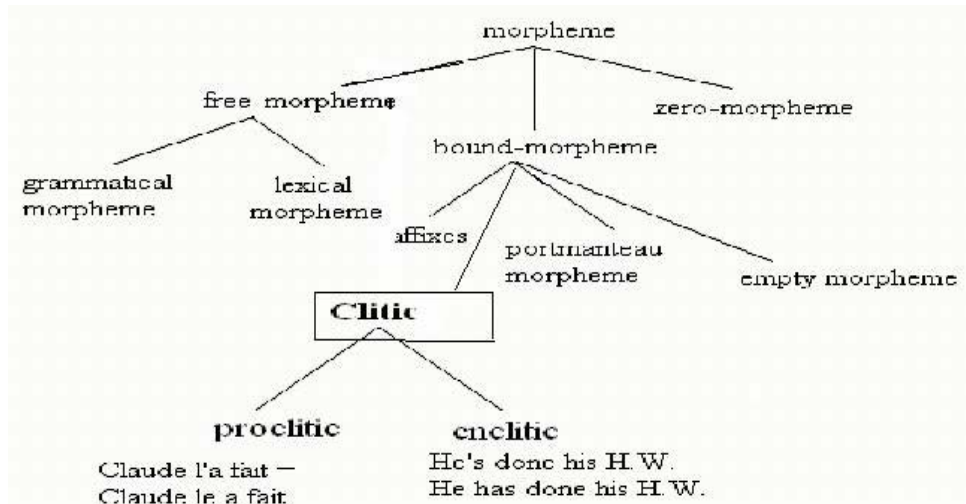 morpheme
free morpheme
zero-morpheme
bound-morpheme
grammatical
morpheme
lexical
morpheme
affixes
portmanteau
morpheme
empty morpheme
Clitic
proclitic
enclitic
Claude l'a fait –
Claude le a fait
He's done his H.W.
He has done his H.W.